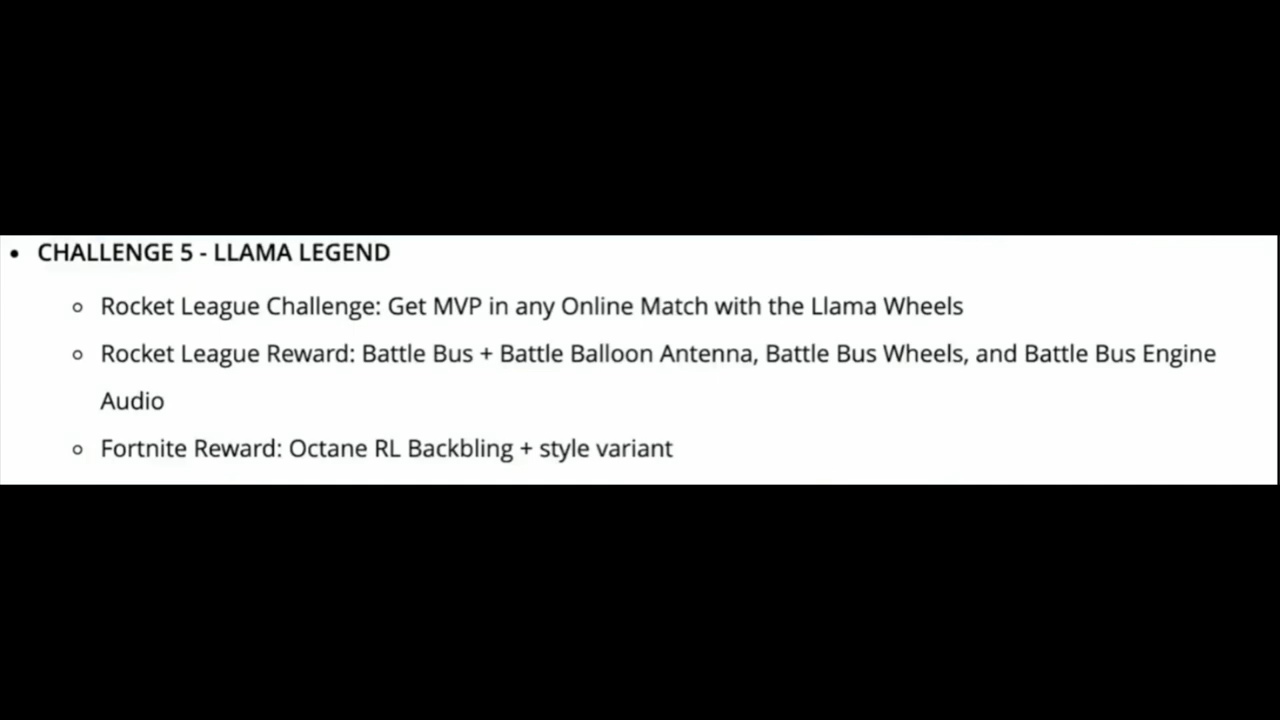 • CHALLENGE 5 - LLAMA LEGEND
○ Rocket League Challenge: Get MVP in any Online Match with the Llama Wheels
○ Rocket League Reward: Battle Bus + Battle Balloon Antenna, Battle Bus Wheels, and Battle Bus Engine
Audio
○ Fortnite Reward: Octane RL Backbling + style variant